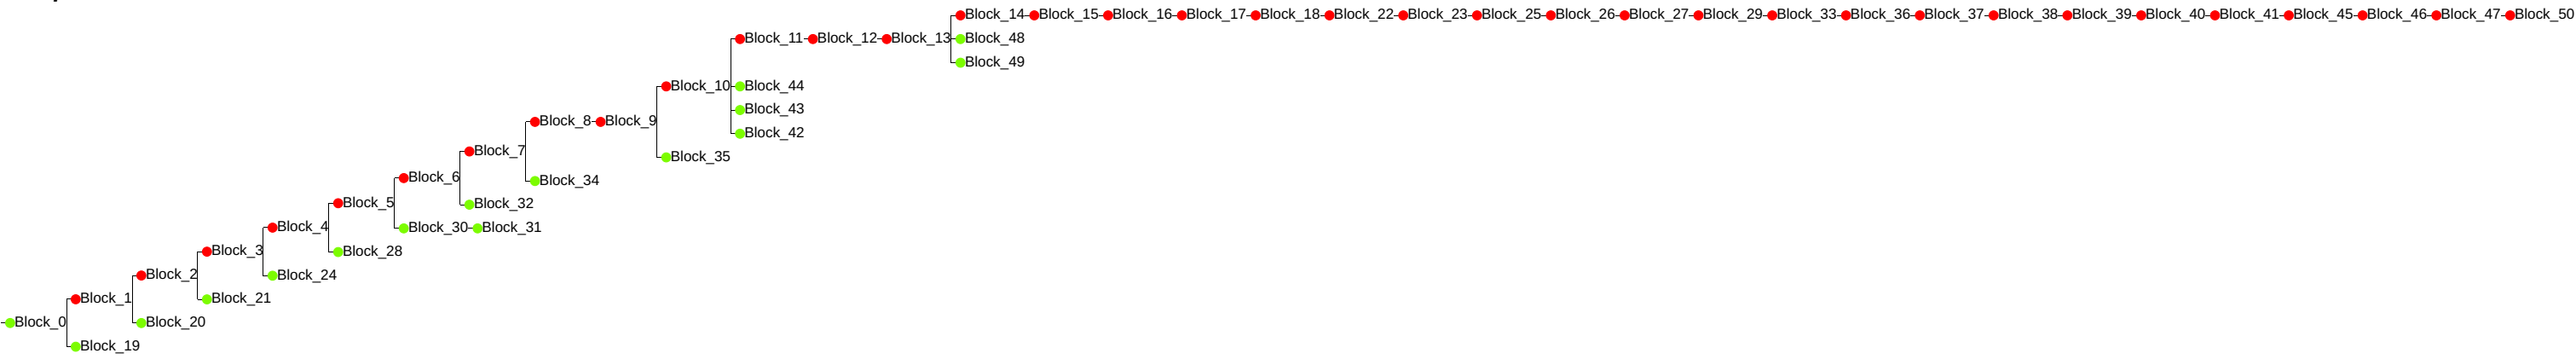 Block_14 Block_15 Block_16 Block_17 Block_18 Block_22 Block_23 Block_25 Block_26 Block_27 Block_29 Block_33 Block_36 Block_37 Block_38 Block_39 Block_40 Block_41 Block_45 Block_46 Block_47 Block_50
Block_11 Block_12 Block_13 Block_48
Block_49
Block_10 Block_44
Block_43
Block_8 Block_9
Block_42
Block_7
Block_35
Block_6
Block_34
Block_5
Block_32
Block_4
Block_30 Block_31
Block_3
Block_28
Block_2
Block_24
Block_1
Block_21
Block_0
Block_20
Block_19